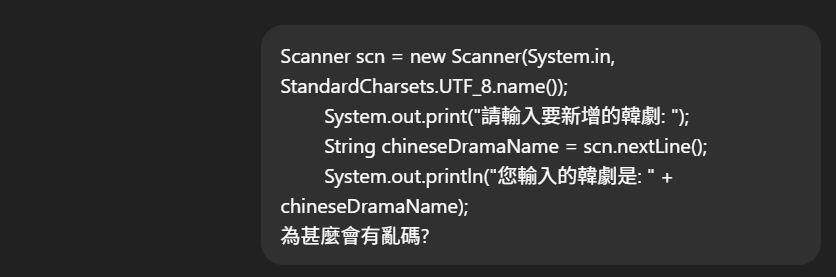 Scanner scn = new Scanner(System.in,
StandardCharsets.UTF_8.name());
System.out.print("請輸入要新增的韓劇: ");
String chineseDramaName = scn.nextLine();
System.out.println("您輸入的韓劇是: " +
chineseDramaName);
為甚麼會有亂碼?